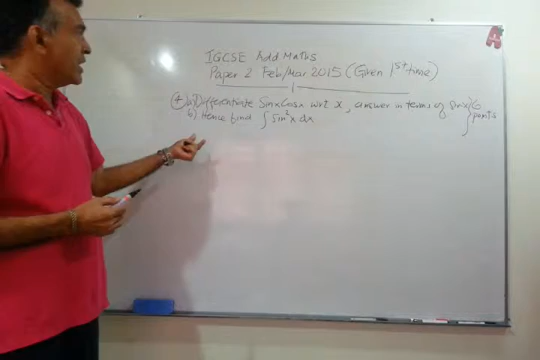 IGCSE Add Maths
Paper 2 Feb/Mar 2015 (Given 1st time)
Differentiate sinx cosx wrt x, answer in terms of sinx
b) Hence find ∫ sin²x dx
6 points
A